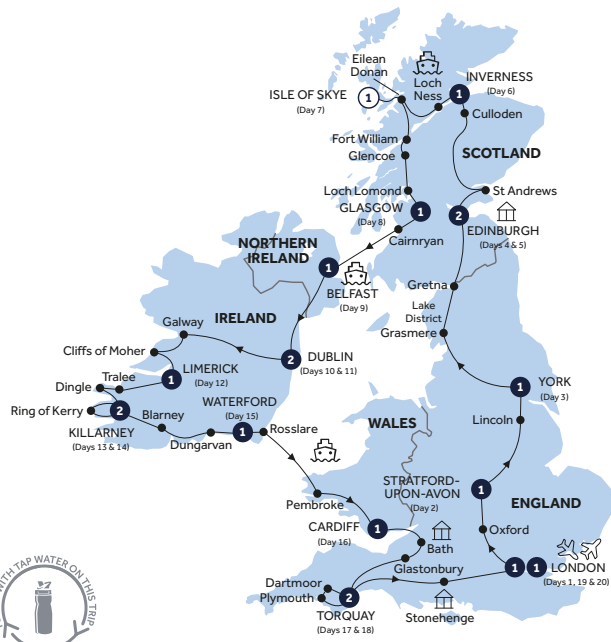 Eilean
Donan
Loch
Ness
INVERNESS
(Day 6)
1
ISLE OF SKYE
(Day 7)
1
Culloden
Fort William
Glencoe
SCOTLAND
Loch Lomond
St Andrews
GLASGOW
(Day 8)
1
2
EDINBURGH
(Days 4 & 5)
Cairnryan
NORTHERN
IRELAND
1
BELFAST
(Day 9)
Gretna
Lake
District
Grasmere
IRELAND
Galway
Cliffs of Moher
2
DUBLIN
(Days 10 & 11)
1
LIMERICK
(Day 12)
Tralee
Dingle
Ring of Kerry
2
KILLARNEY
(Days 13 & 14)
Blarney
Dungarvan
WATERFORD
(Day 15)
1
Rosslare
1
YORK
(Day 3)
Lincoln
WALES
STRATFORD-
UPON-AVON
(Day 2)
1
ENGLAND
Pembroke
CARDIFF
(Day 16)
1
Oxford
Bath
Glastonbury
1
1
LONDON
(Days 1, 19 & 20)
Dartmoor
Plymouth
2
TORQUAY
(Days 17 & 18)
Stonehenge
WITH TAP WATER ON THIS TRIP